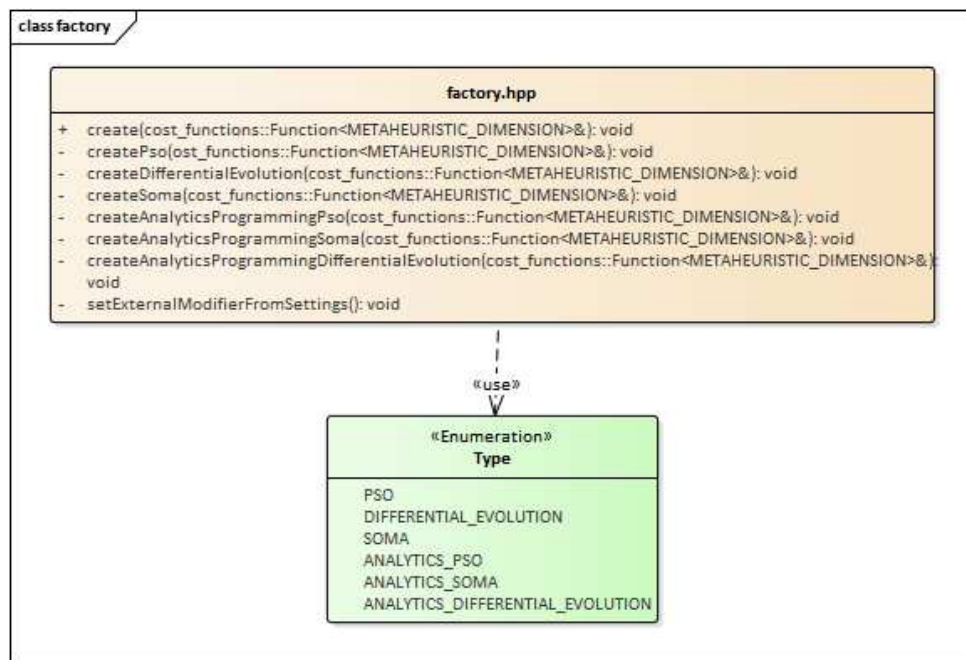 class factory
factory.hpp
+ create(cost_functions::Function<METAHEURISTIC_DIMENSION>&): void
- createPso(ost_functions::Function<METAHEURISTIC_DIMENSION>&): void
- createDifferentialEvolution(cost_functions::Function<METAHEURISTIC_DIMENSION>&): void
- createSoma(cost_functions::Function<METAHEURISTIC_DIMENSION>&): void
- createAnalyticsProgrammingPso(cost_functions::Function<METAHEURISTIC_DIMENSION>&): void
- createAnalyticsProgrammingSoma(cost_functions::Function<METAHEURISTIC_DIMENSION>&): void
- createAnalyticsProgrammingDifferentialEvolution(cost_functions::Function<METAHEURISTIC_DIMENSION>&):
void
- setExternalModifierFromSettings(): void
«use»
«Enumeration»
Type
PSO
DIFFERENTIAL_EVOLUTION
SOMA
ANALYTICS_PSO
ANALYTICS_SOMA
ANALYTICS_DIFFERENTIAL_EVOLUTION